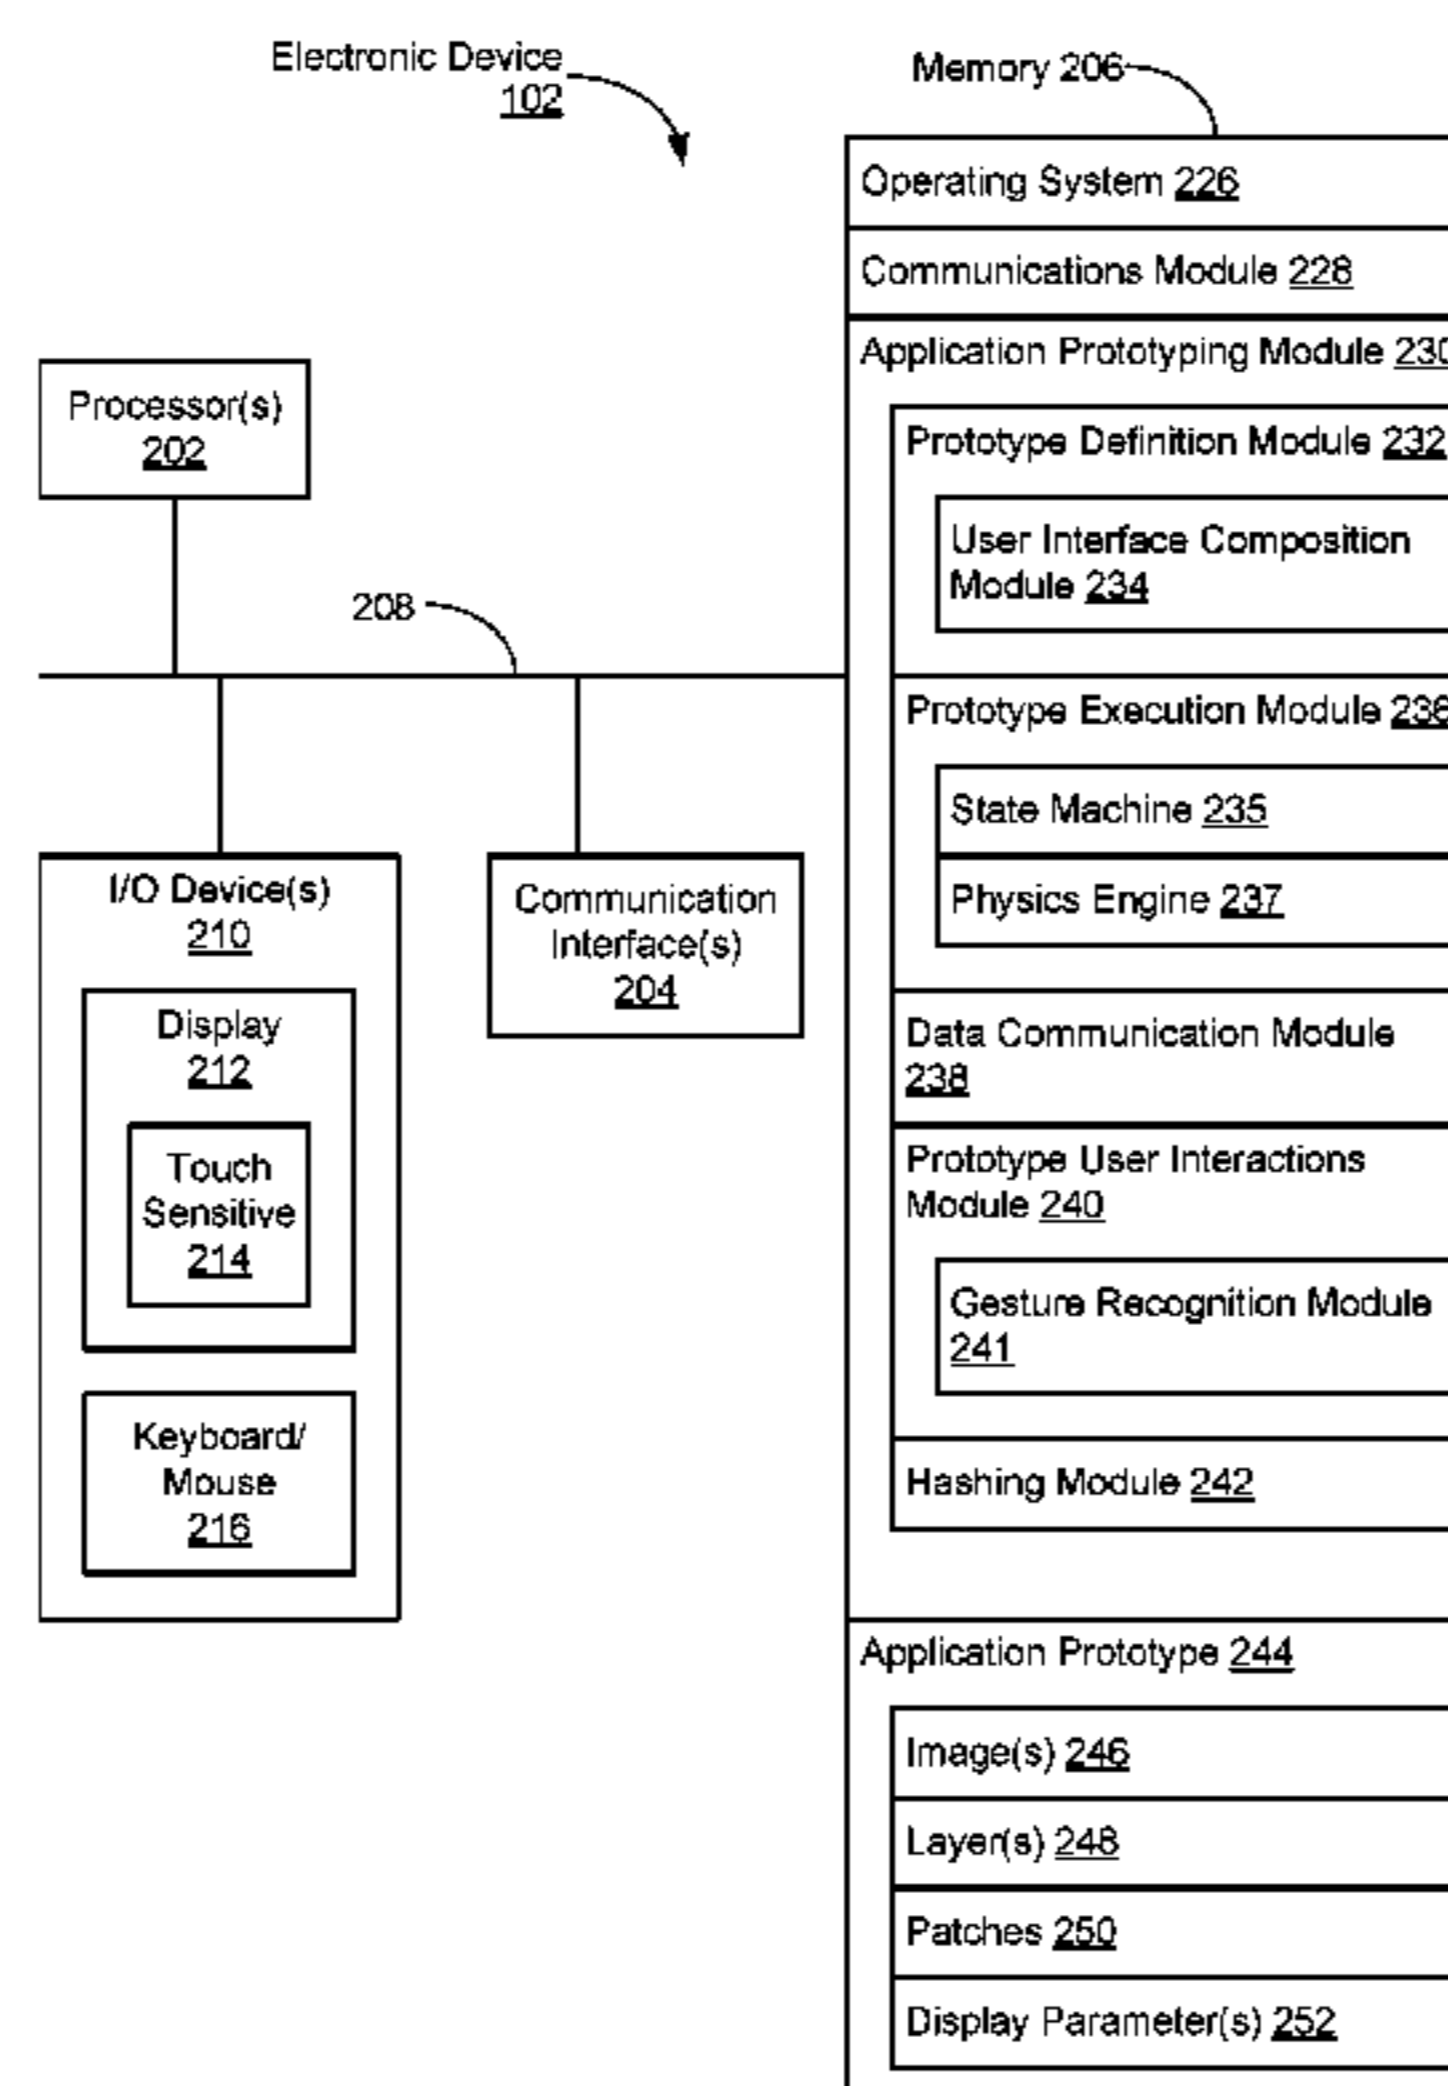 Electronic Device
102
Memory 206
Operating System 226
Communications Module 228
Application Prototyping Module 230
Prototype Definition Module 232
User Interface Composition
Module 234
Prototype Execution Module 236
State Machine 235
Physics Engine 237
Data Communication Module
238
Prototype User Interactions
Module 240
Gesture Recognition Module
241
Hashing Module 242
Application Prototype 244
Image(s) 246
Layer(s) 248
Patches 250
Display Parameter(s) 252
Processor(s)
202
208
I/O Device(s)
210
Display
212
Touch
Sensitive
214
Keyboard/
Mouse
216
Communication
Interface(s)
204